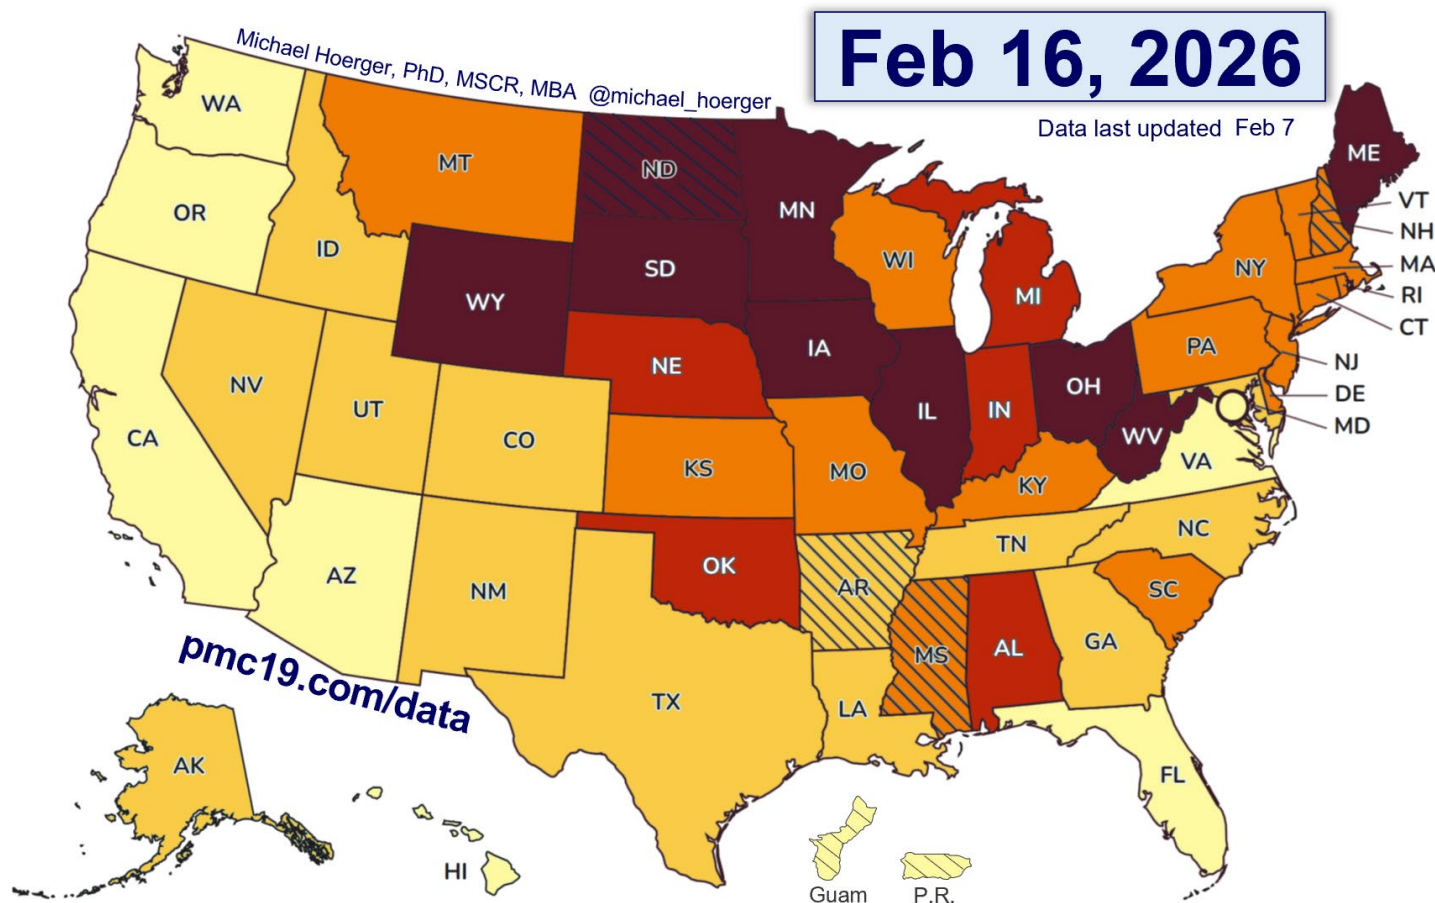 Feb 16, 2026
Michael Hoerger, PhD, MSCR, MBA @michael_hoerger
Data last updated Feb 7
WA
MT
ND
MN
ME
VT
NH
MA
RI
CT
OR
ID
WY
SD
WI
MI
NY
NJ
DE
MD
PA
NV
UT
CO
NE
IA
IL
IN
OH
WV
VA
CA
KS
MO
KY
AZ
NM
OK
AR
TN
NC
SC
MS
AL
GA
TX
LA
FL
pmc19.com/data
AK
HI
Guam
P.R.